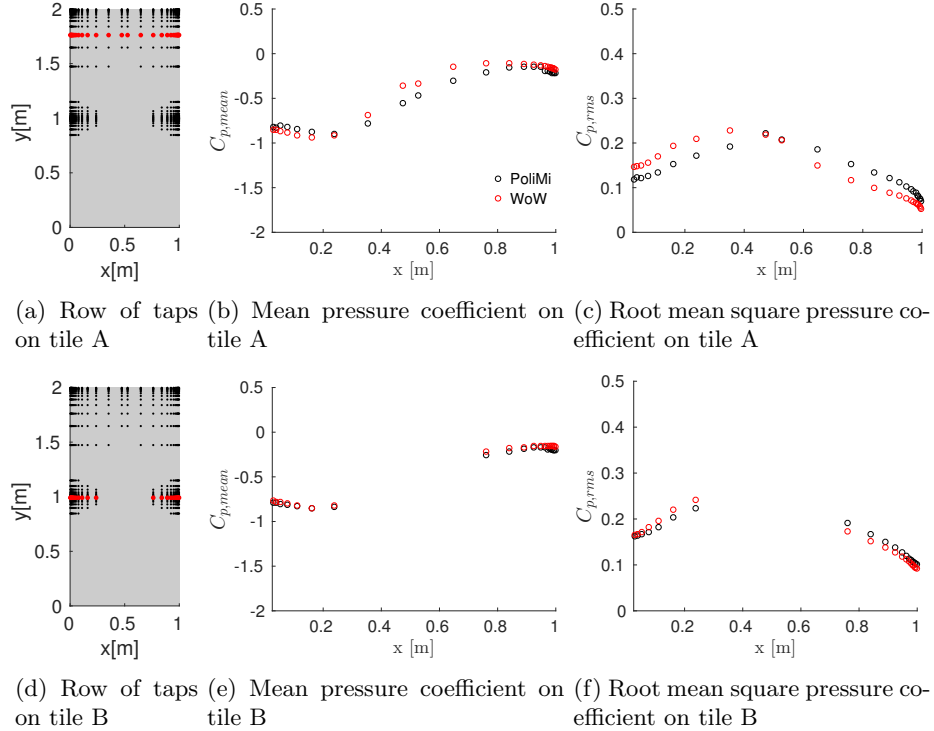 2
1.5
1
0.5
0
y[m]
0 0.5 1
x[m]
0.5
0
-0.5
-1
-1.5
-2
C_{p,mean}
PoliMi
WoW
0.2 0.4 0.6 0.8 1
x [m]
0.5
0.4
0.3
0.2
0.1
0
C_{p,rms}
0.2 0.4 0.6 0.8 1
x [m]
(a) Row of taps on tile A
(b) Mean pressure coefficient on tile A
(c) Root mean square pressure co-
efficient on tile A
2
1.5
1
0.5
0
y[m]
0 0.5 1
x[m]
0.5
0
-0.5
-1
-1.5
-2
C_{p,mean}
0.2 0.4 0.6 0.8 1
x [m]
0.5
0.4
0.3
0.2
0.1
0
C_{p,rms}
0.2 0.4 0.6 0.8 1
x [m]
(d) Row of taps
on tile B
(e) Mean pressure coefficient on
tile B
(f) Root mean square pressure co-
efficient on tile B